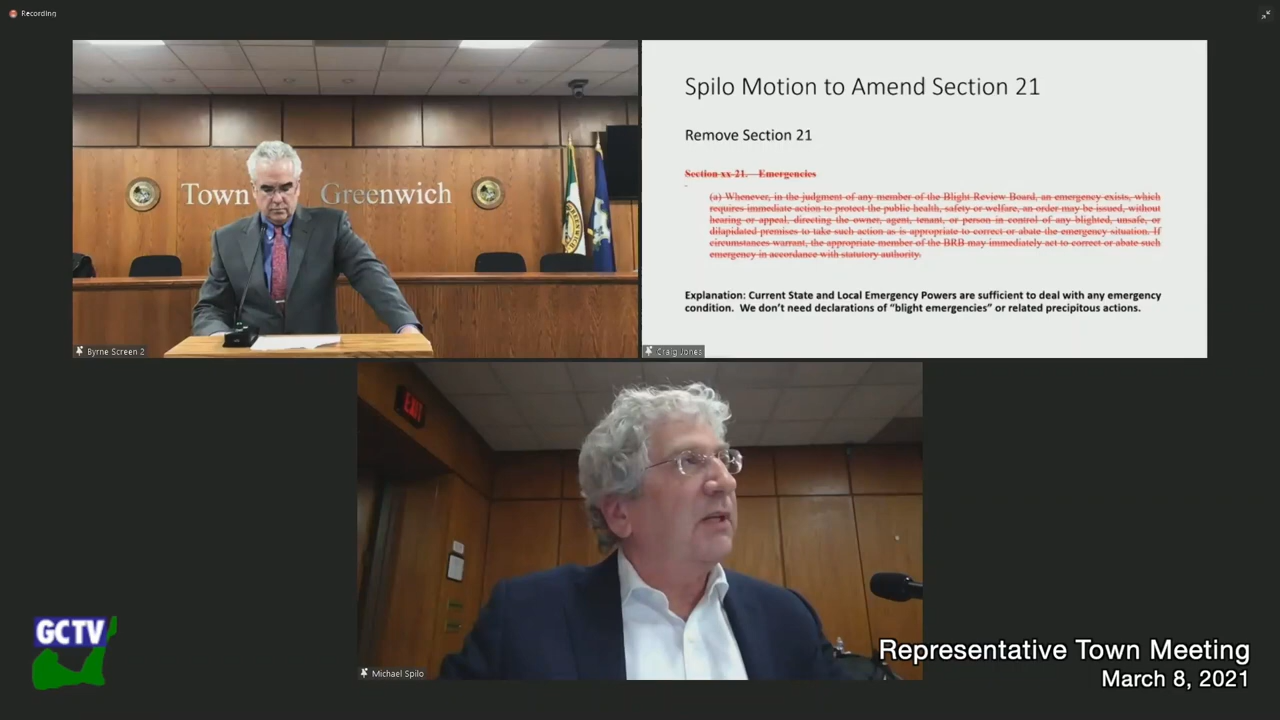 Recording
Town Greenwich
Byrne Screen 2
Spilo Motion to Amend Section 21
Remove Section 21
Section xx-21. Emergencies
(a) Whenever, in the judgment of any member of the Blight Review Board, an emergency exists, which
requires immediate action to protect the public health, safety or welfare, an order may be issued, without
hearing or appeal, directing the owner, agent, tenant, or person in control of any blighted, unsafe, or
dilapidated premises to take such action as is appropriate to correct or abate the emergency situation. If
circumstances warrant, the appropriate member of the BRB may immediately act to correct or abate such
emergency in accordance with statutory authority.
Explanation: Current State and Local Emergency Powers are sufficient to deal with any emergency
condition. We don't need declarations of "blight emergencies" or related precipitous actions.
Craig Jones
EXIT
Michael Spilo
GCTV
Representative Town Meeting
March 8, 2021